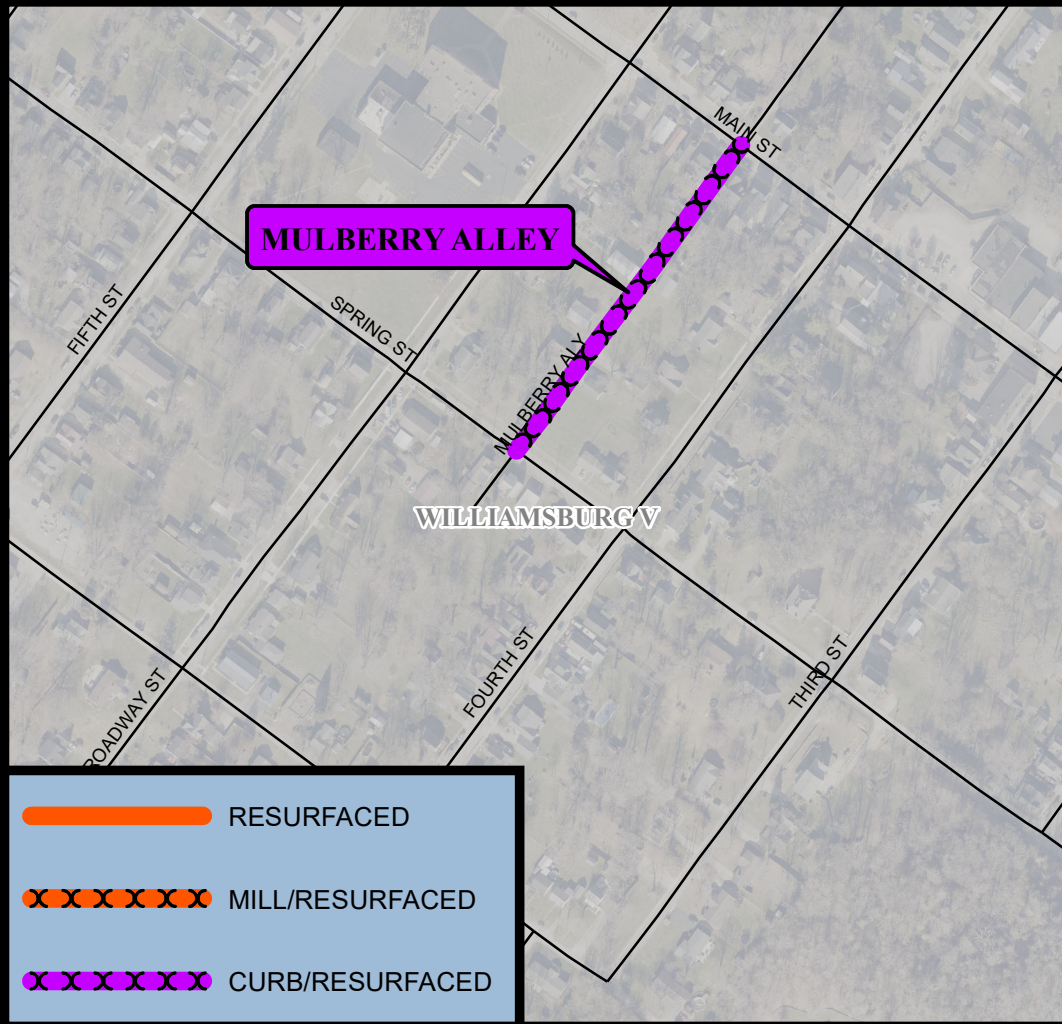 MAIN ST
MULBERRY ALLEY
FIFTH ST
SPRING ST
MULBERRY ALY
WILLIAMSBURG V
FOURTH ST
THIRD ST
ROADWAY ST
RESURFACED
MILL/RESURFACED
CURB/RESURFACED